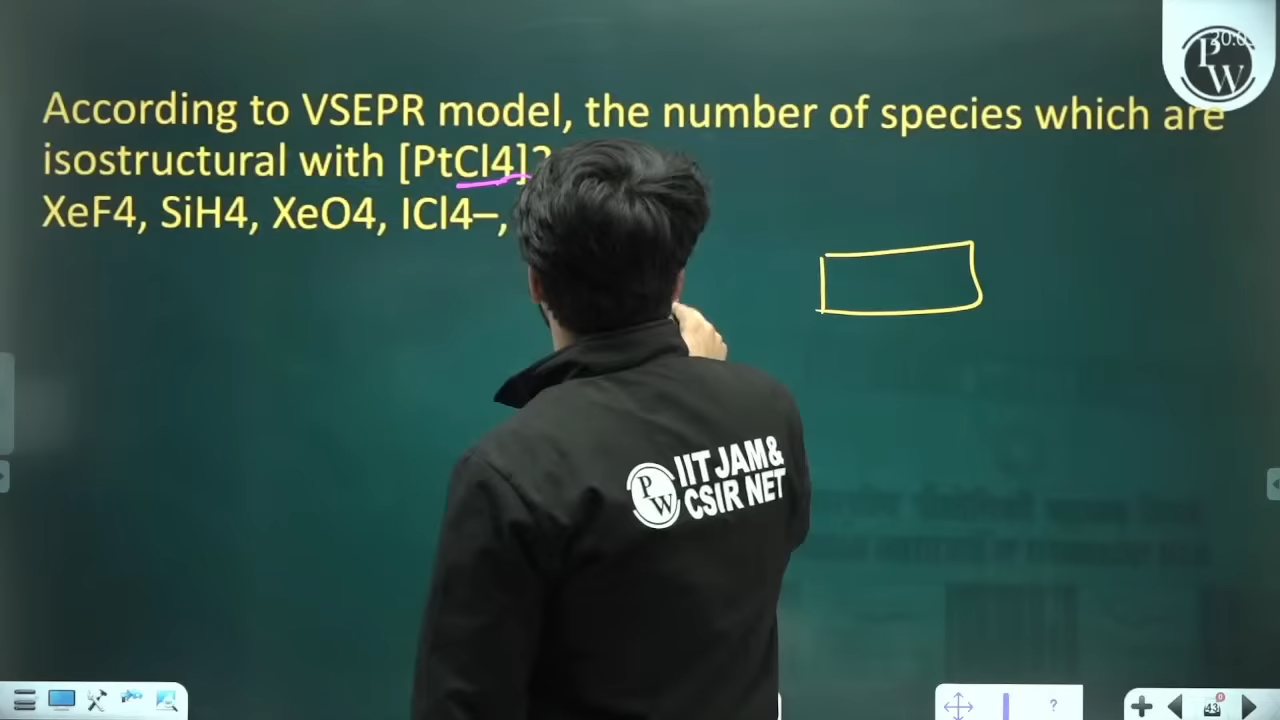 According to VSEPR model, the number of species which are
isostructural with [PtCl4]?
XeF4, SiH4, XeO4, ICl4–,
P
W
P
W
IIT JAM&
CSIR NET
?
43